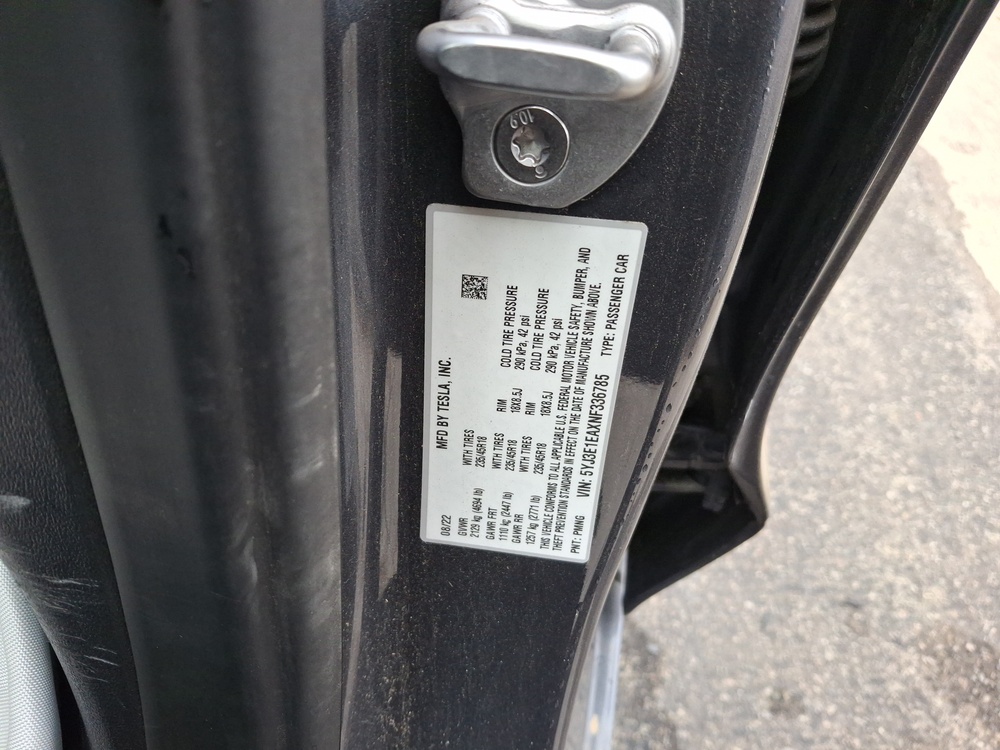 10.9
MFD BY TESLA, INC.
08/22
GVWR WITH TIRES
2129 kg (4694 lb) 235/45R18
GAWR FRT WITH TIRES RIM COLD TIRE PRESSURE
1110 kg (2447 lb) 235/45R18 18X8.5J 290 kPa, 42 psi
GAWR RR WITH TIRES RIM COLD TIRE PRESSURE
1257 kg (2771 lb) 235/45R18 18X8.5J 290 kPa, 42 psi
THIS VEHICLE CONFORMS TO ALL APPLICABLE U.S. FEDERAL MOTOR VEHICLE SAFETY, BUMPER, AND
THEFT PREVENTION STANDARDS IN EFFECT ON THE DATE OF MANUFACTURE SHOWN ABOVE.
PNT: PMNG VIN: 5YJ3E1EAXNF336785 TYPE: PASSENGER CAR